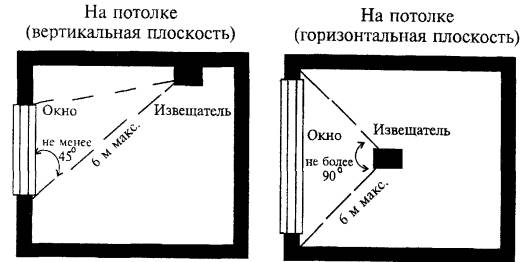 На потолке
(вертикальная плоскость)
Окно
Извещатель
не менее
45°
6 м макс.
На потолке
(горизонтальная плоскость)
Окно
Извещатель
не более
90°
6 м макс.